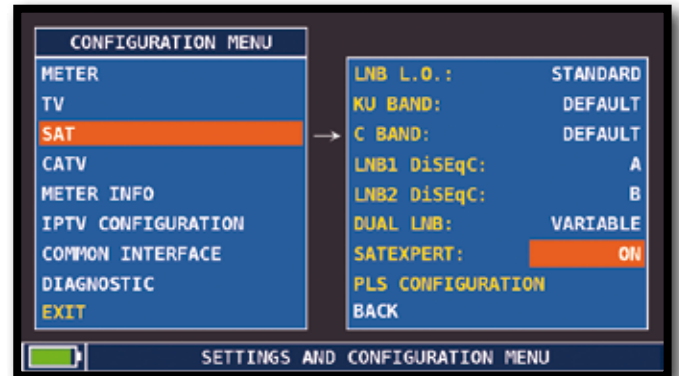 CONFIGURATION MENU
METER
TV
SAT
CATV
METER INFO
IPTV CONFIGURATION
COMMON INTERFACE
DIAGNOSTIC
EXIT
LNB L.O.: STANDARD
KU BAND: DEFAULT
C BAND: DEFAULT
LNB1 DiSEqC: A
LNB2 DiSEqC: B
DUAL LNB: VARIABLE
SATEXPERT: ON
PLS CONFIGURATION
BACK
SETTINGS AND CONFIGURATION MENU